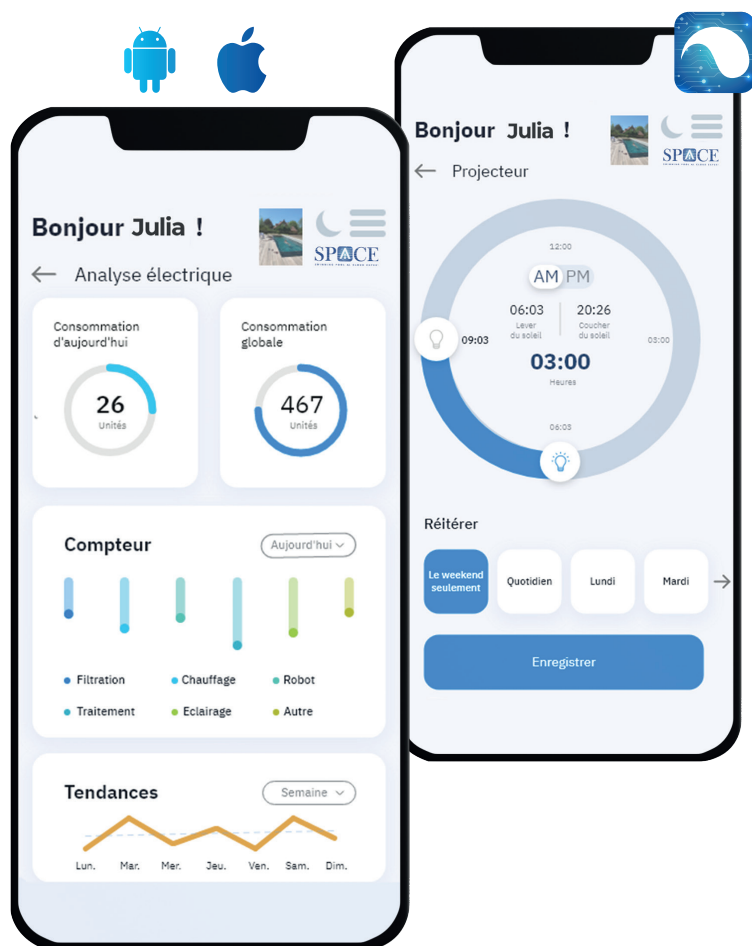 Bonjour Julia !
SPACE
Analyse électrique
Consommation
d'aujourd'hui
26
Unités
Consommation
globale
467
Unités
Compteur
Aujourd'hui
Filtration
Chauffage
Robot
Traitement
Eclairage
Autre
Tendances
Semaine
Lun. Mar. Mer. Jeu. Ven. Sam. Dim.
Bonjour Julia !
SPACE
Projecteur
12:00
AM PM
06:03
Lever
du soleil
20:26
Coucher
du soleil
09:03
03:00
03:00
Heures
06:03
Réitérer
Le weekend
seulement
Quotidien
Lundi
Mardi
Enregistrer